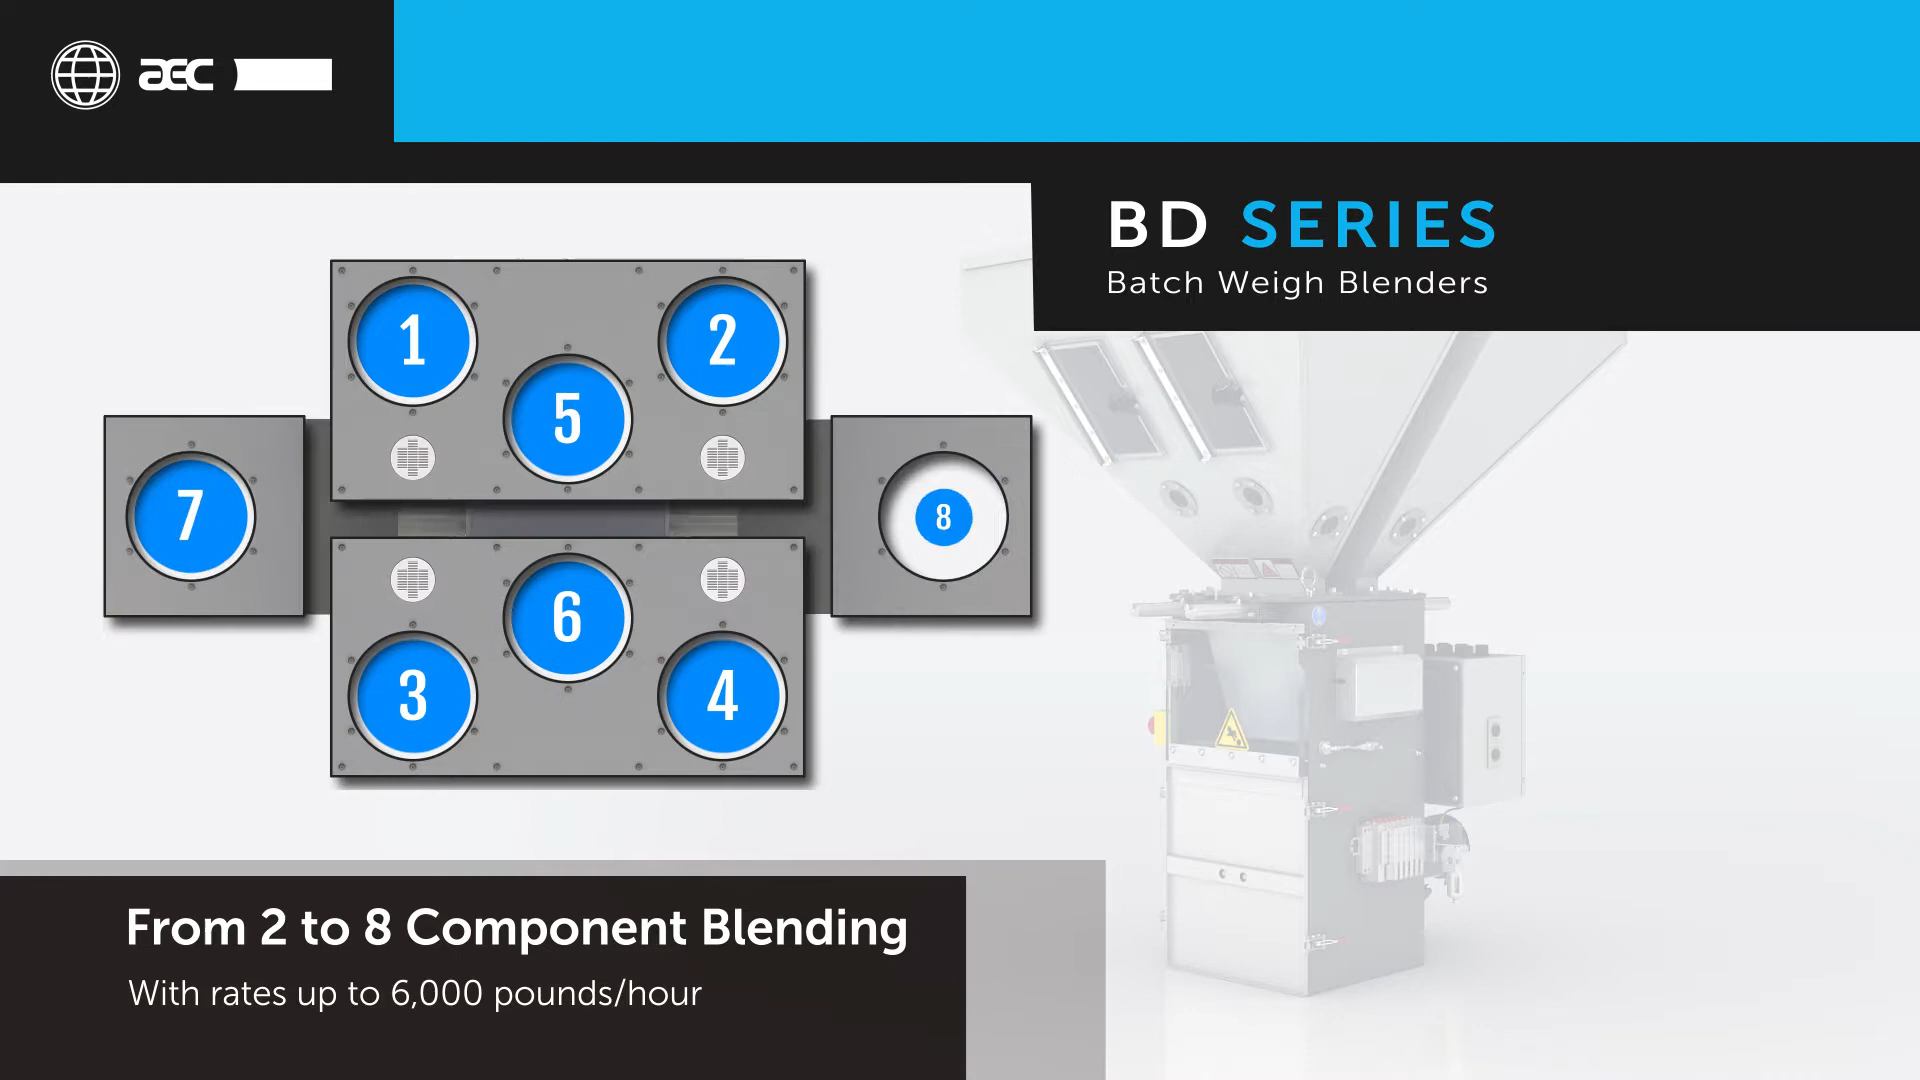 aec
BD SERIES
Batch Weigh Blenders
1
2
5
7
8
6
3
4
From 2 to 8 Component Blending
With rates up to 6,000 pounds/hour